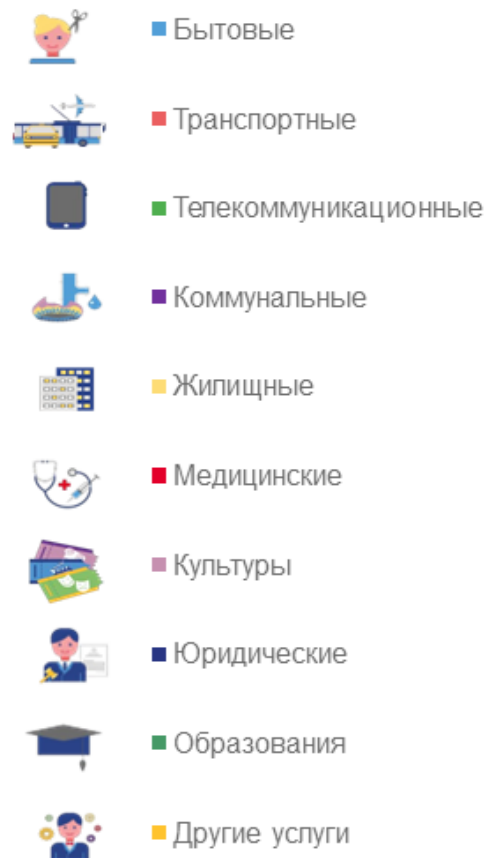 Бытовые
Транспортные
Телекоммуникационные
Коммунальные
Жилищные
Медицинские
Культуры
Юридические
Образования
Другие услуги